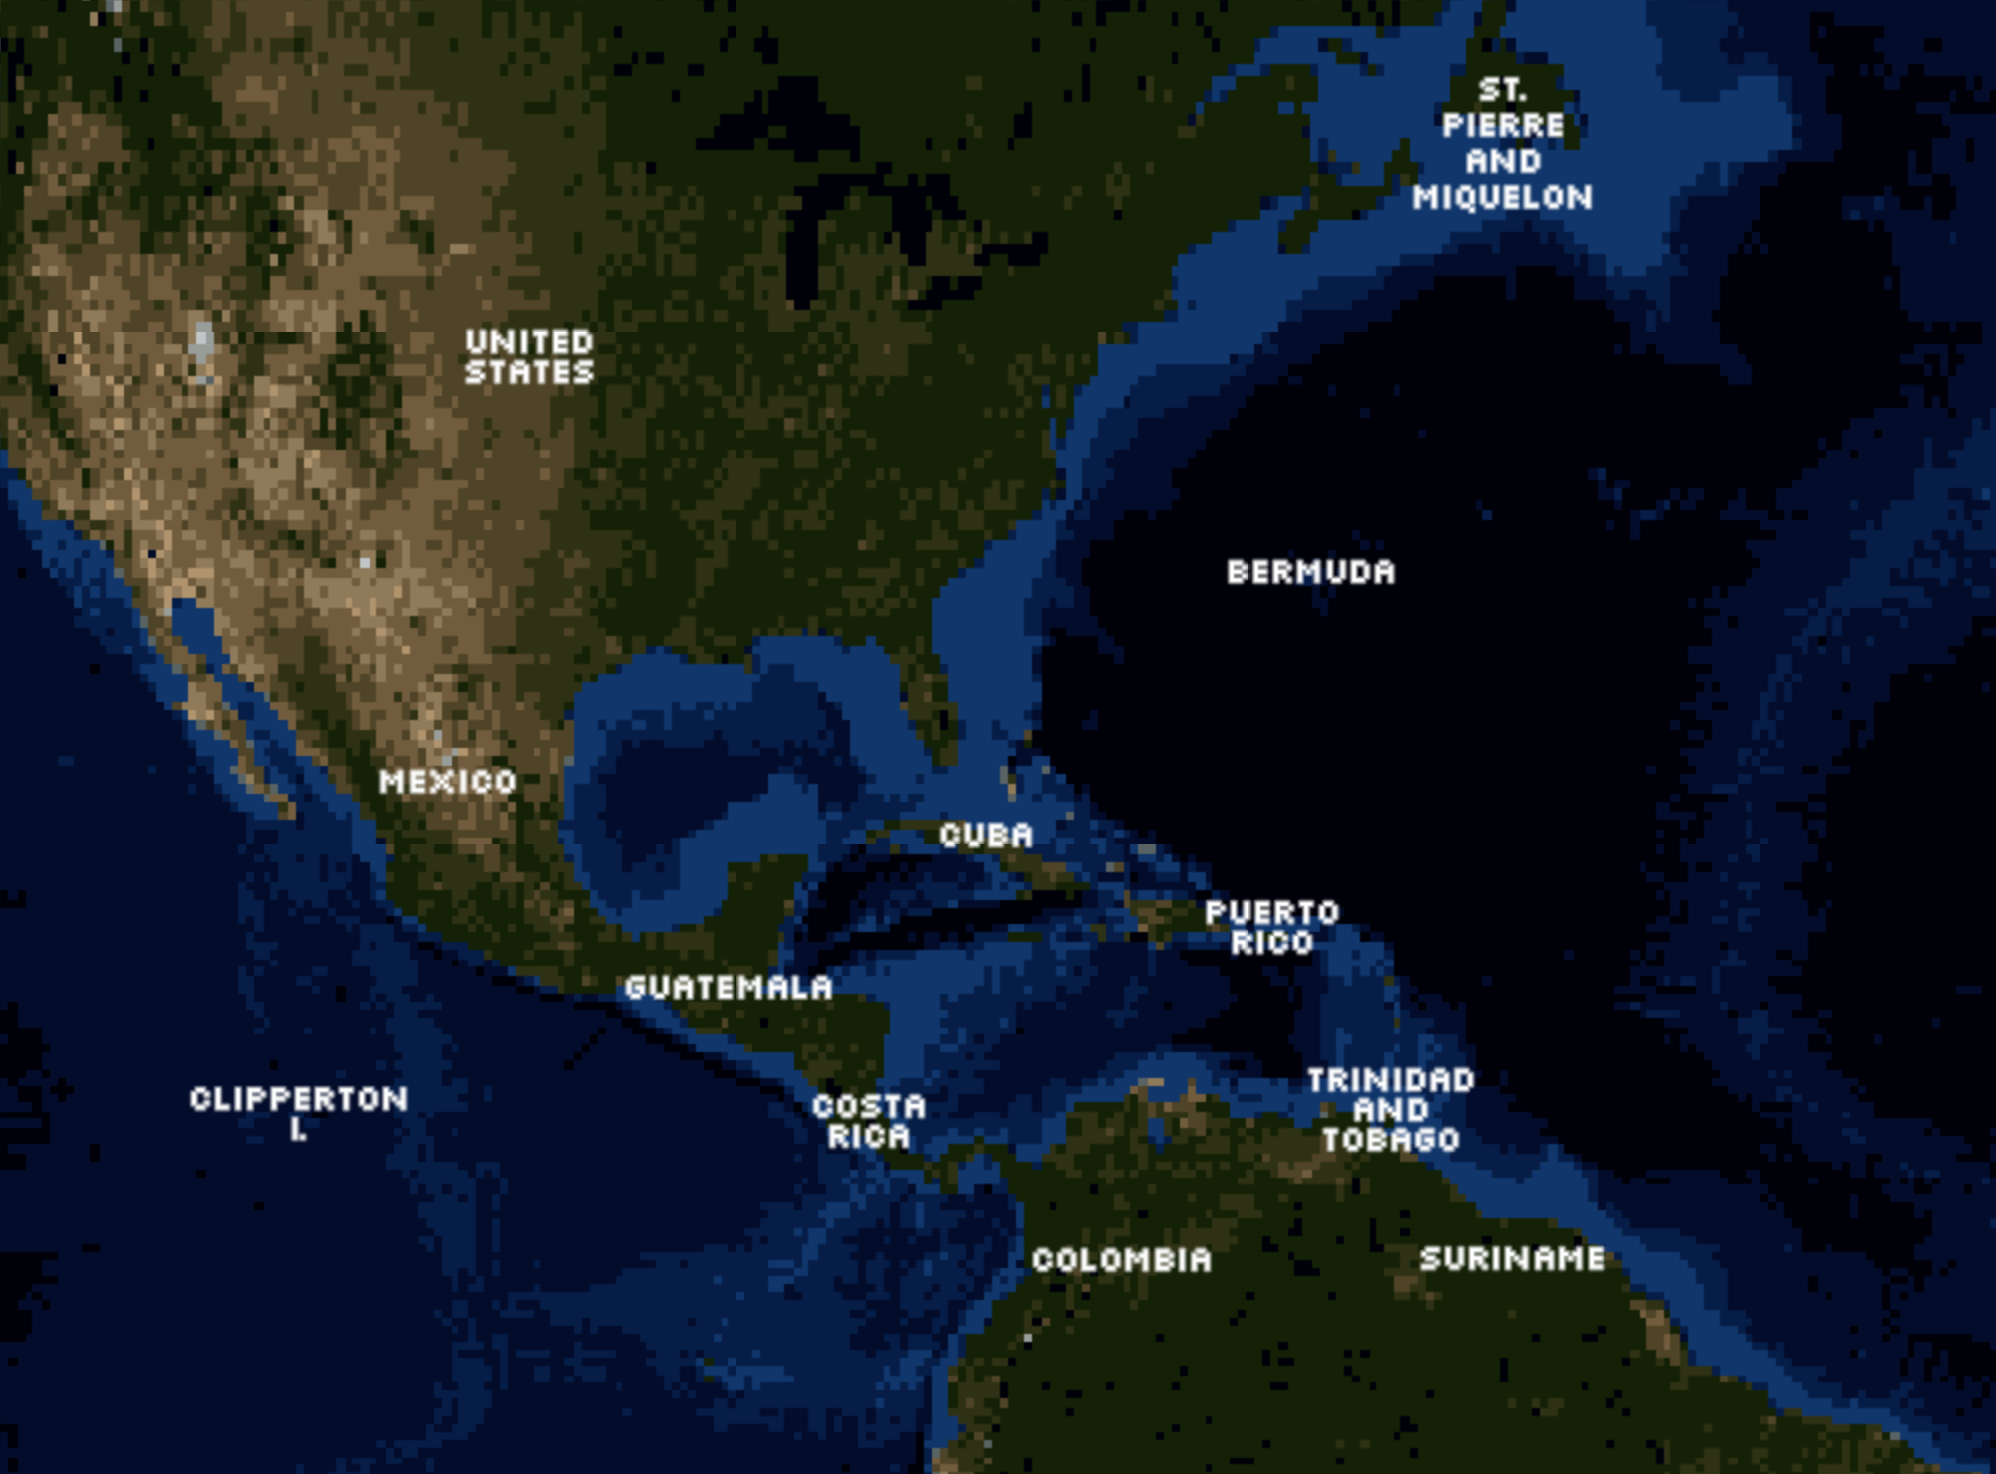 ST.
PIERRE
AND
MIQUELON
UNITED
STATES
BERMUDA
MEXICO
CUBA
PUERTO
RICO
GUATEMALA
CLIPPERTON
I.
COSTA
RICA
TRINIDAD
AND
TOBAGO
COLOMBIA
SURINAME